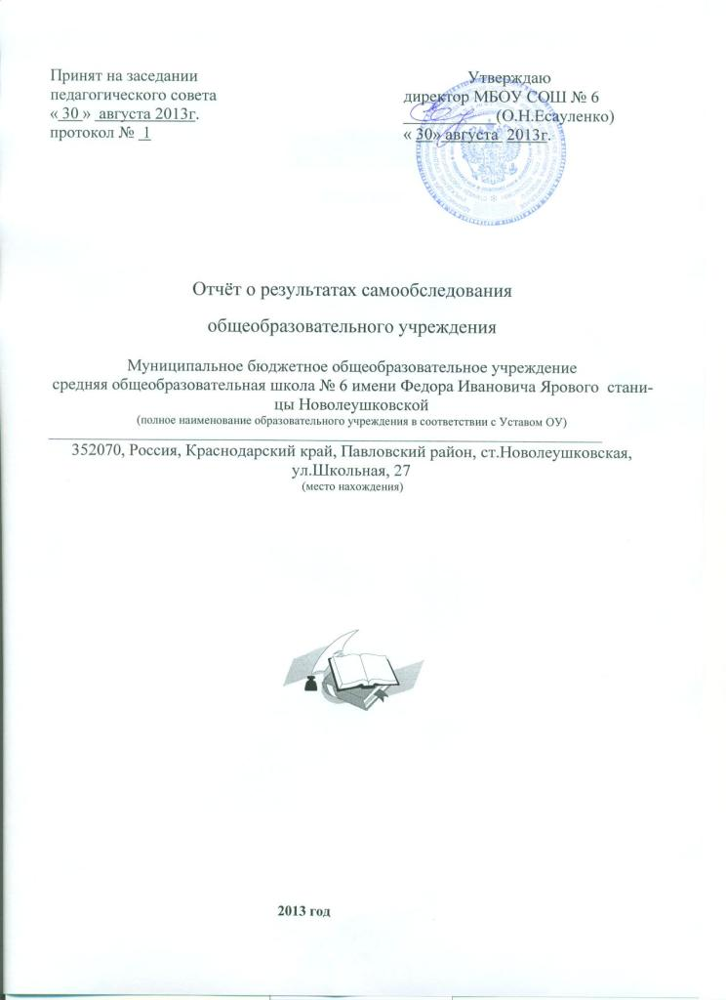 Принят на заседании
педагогического совета
« 30 » августа 2013г.
протокол № 1
Утверждаю
директор МБОУ СОШ № 6
(О.Н.Есауленко)
« 30» августа 2013г.
Отчёт о результатах самообследования
общеобразовательного учреждения
Муниципальное бюджетное общеобразовательное учреждение
средняя общеобразовательная школа № 6 имени Федора Ивановича Ярового стани-
цы Новолеушковской
(полное наименование образовательного учреждения в соответствии с Уставом ОУ)
352070, Россия, Краснодарский край, Павловский район, ст.Новолеушковская,
ул.Школьная, 27
(место нахождения)
2013 год